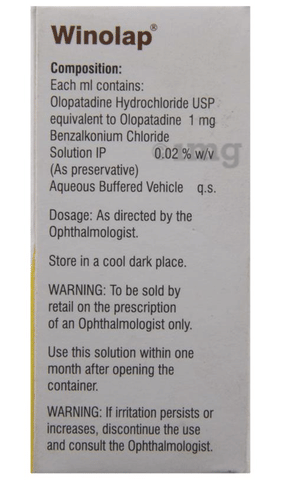 Winolap®
Composition:
Each ml contains:
Olopatadine Hydrochloride USP
equivalent to Olopatadine 1 mg
Benzalkonium Chloride
Solution IP 0.02 % w/v
(As preservative)
Aqueous Buffered Vehicle q.s.
Dosage: As directed by the
Ophthalmologist.
Store in a cool dark place.
WARNING: To be sold by
retail on the prescription
of an Ophthalmologist only.
Use this solution within one
month after opening the
container.
WARNING: If irritation persists or
increases, discontinue the use
and consult the Ophthalmologist.